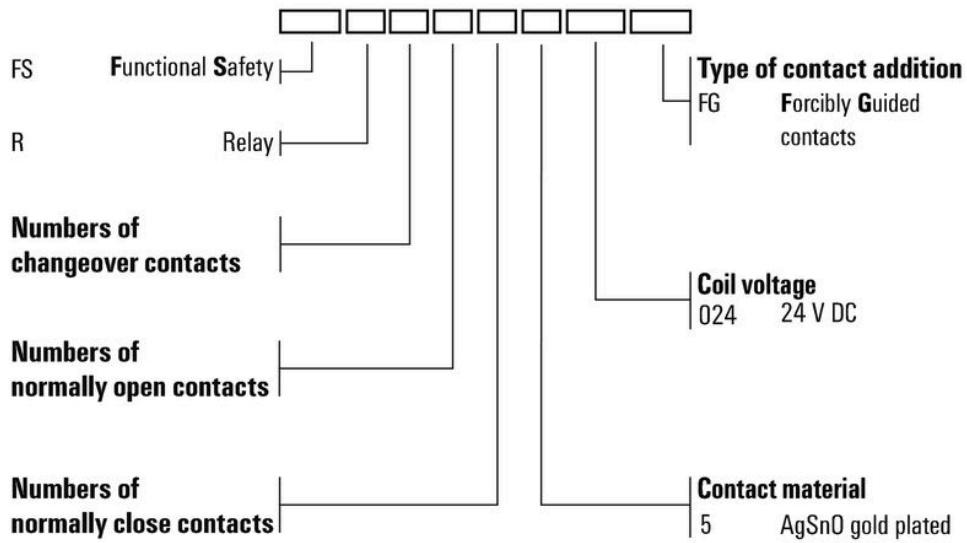 FS Functional Safety
R Relay
Numbers of
changeover contacts
Numbers of
normally open contacts
Numbers of
normally close contacts
Type of contact addition
FG Forcibly Guided
contacts
Coil voltage
024 24 V DC
Contact material
5 AgSnO gold plated